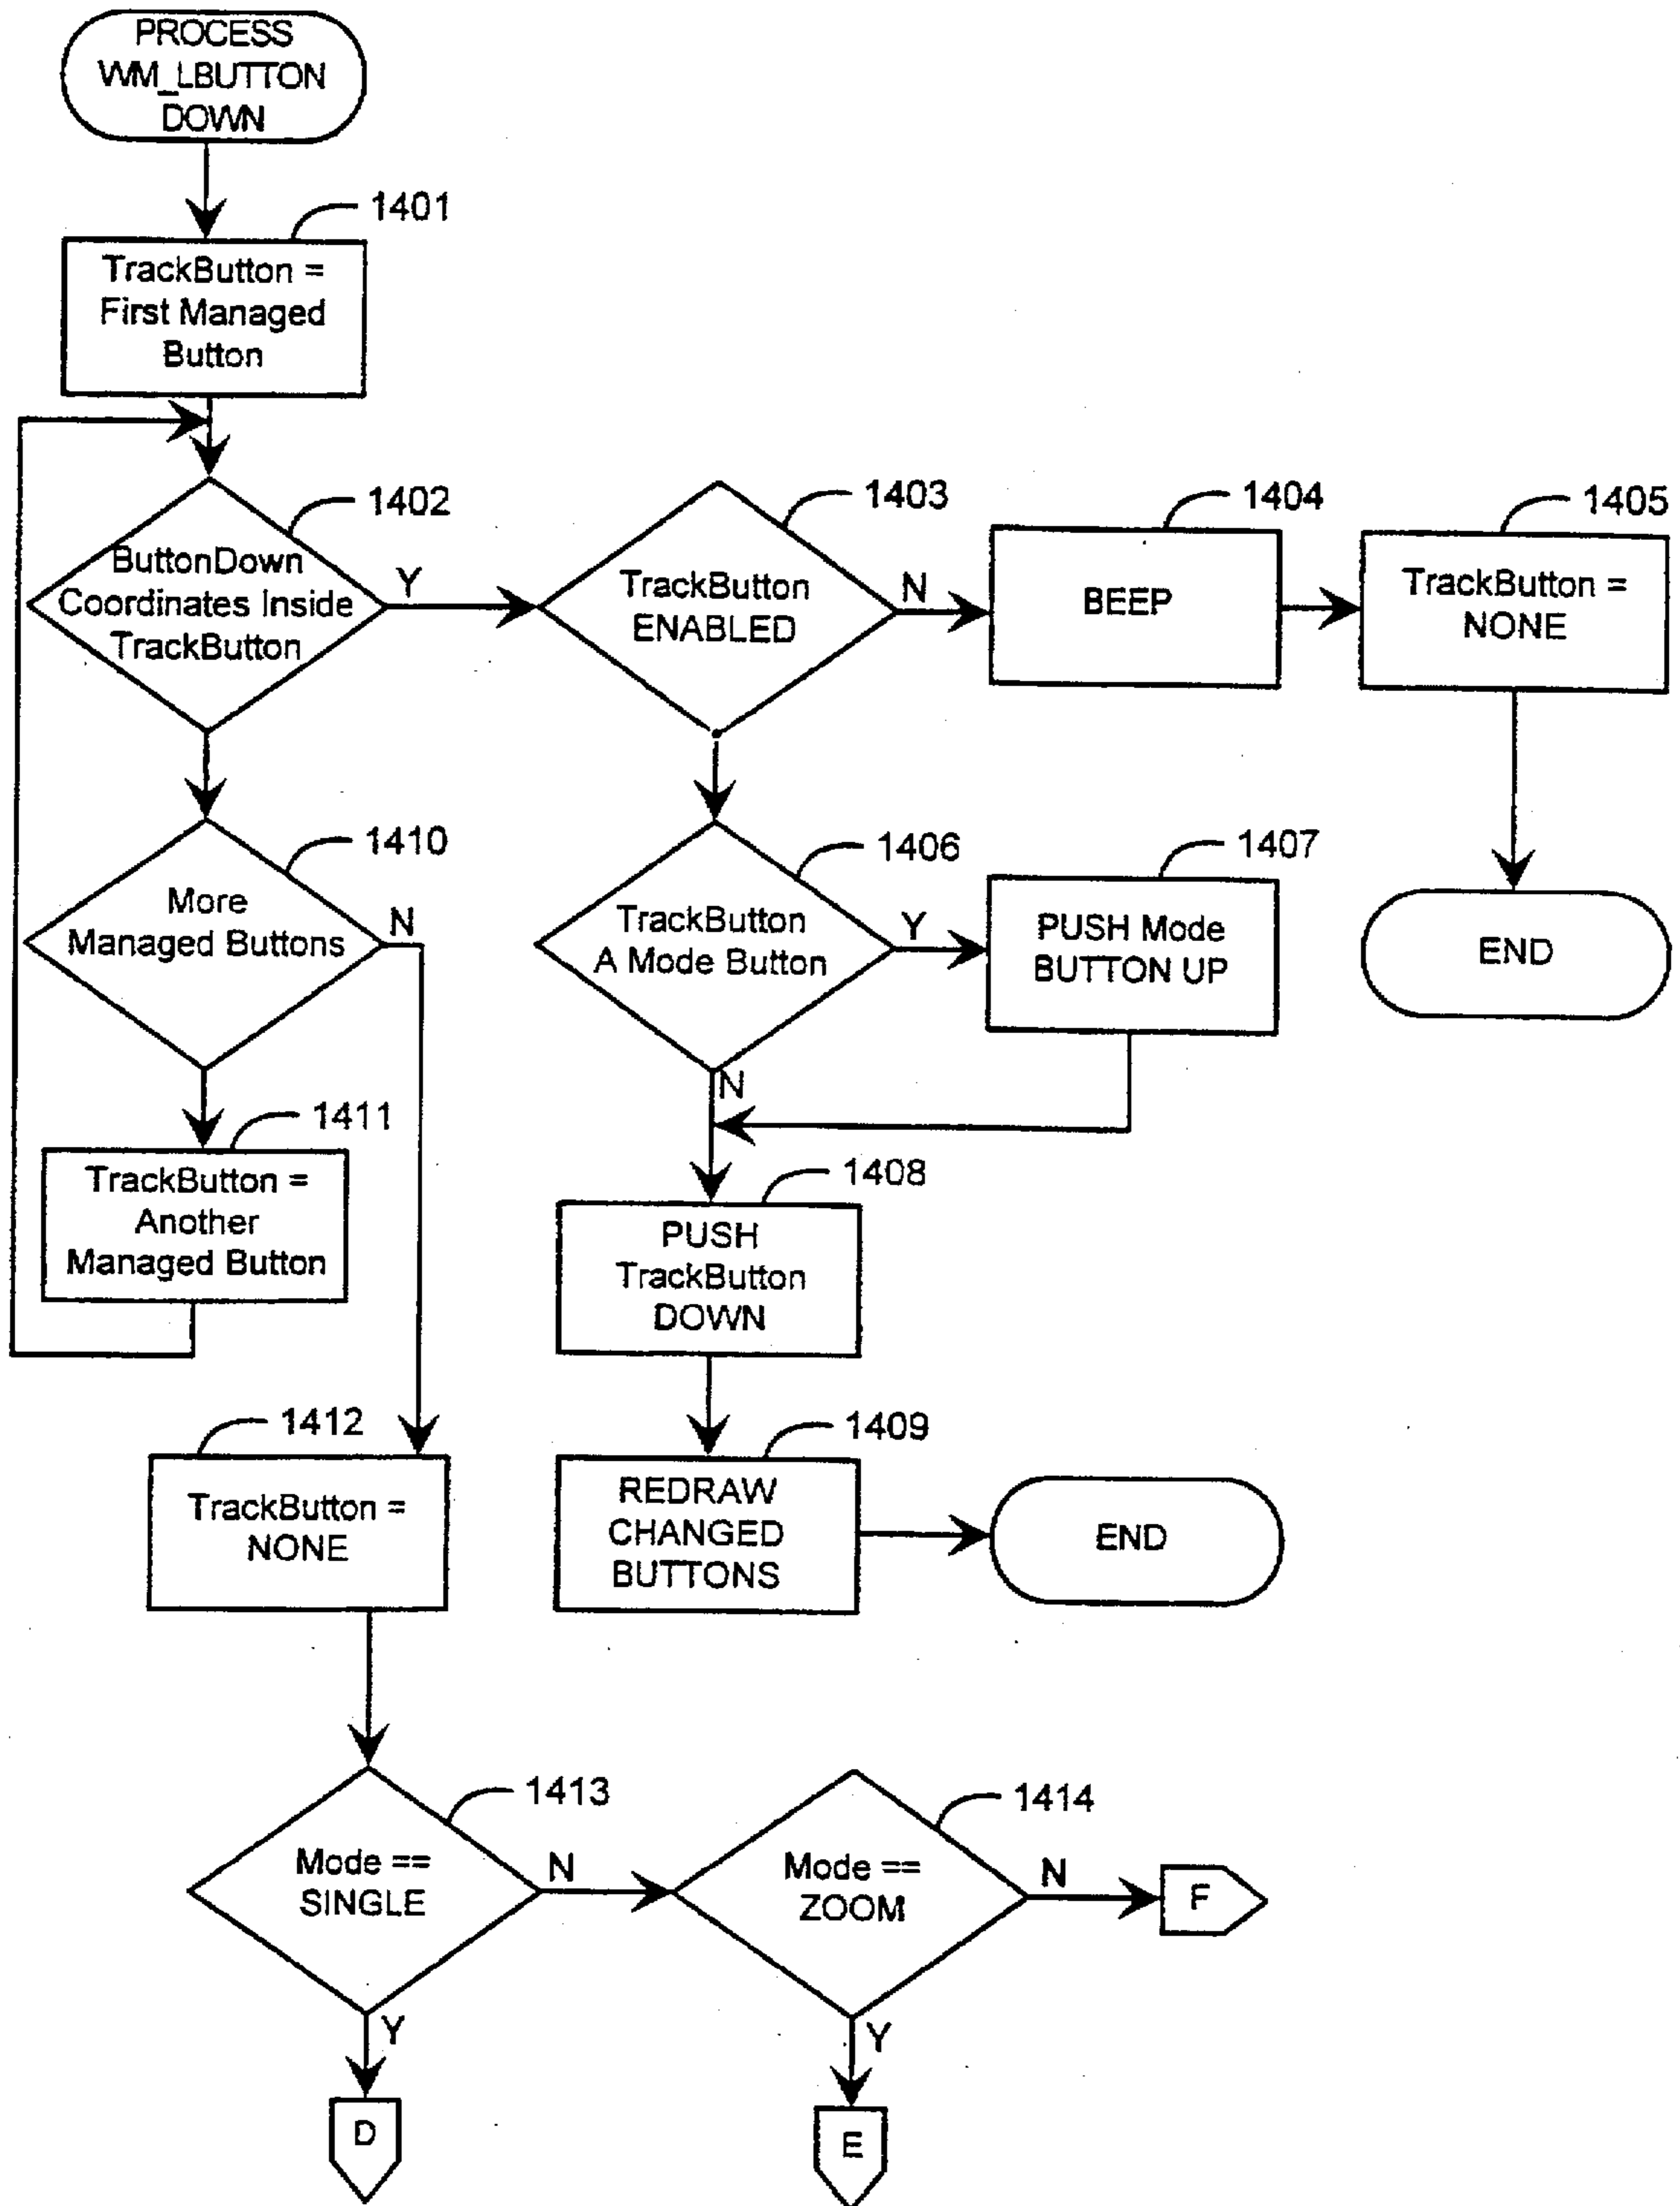 PROCESS
WM_LBUTTON
DOWN
1401
TrackButton =
First Managed
Button
1402
ButtonDown
Coordinates Inside
TrackButton
Y
1403
TrackButton
ENABLED
N
1404
BEEP
1405
TrackButton =
NONE
END
1410
More
Managed Buttons
N
1406
TrackButton
A Mode Button
Y
N
1407
PUSH Mode
BUTTON UP
1411
TrackButton =
Another
Managed Button
1408
PUSH
TrackButton
DOWN
1409
REDRAW
CHANGED
BUTTONS
END
1412
TrackButton =
NONE
1413
Mode ==
SINGLE
N
Y
D
1414
Mode ==
ZOOM
N
F
Y
E